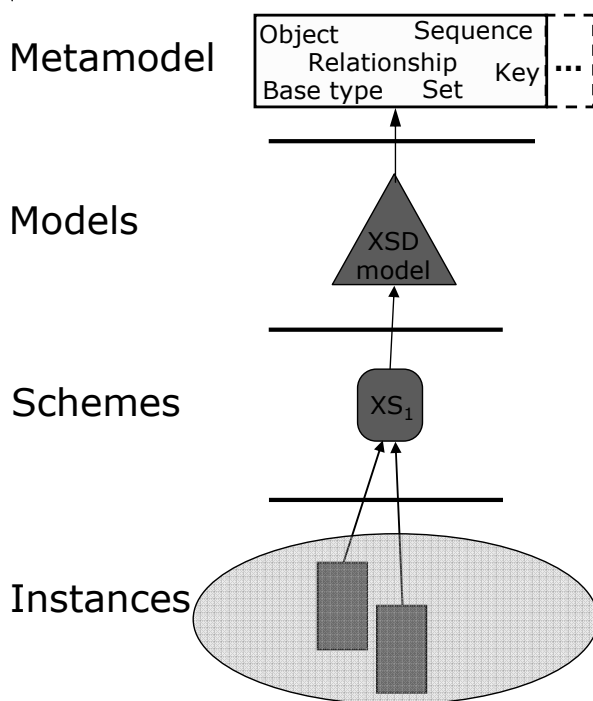 Metamodel
Object Sequence
Relationship
Key ...
Base type Set
Models
XSD
model
Schemes
XS₁
Instances